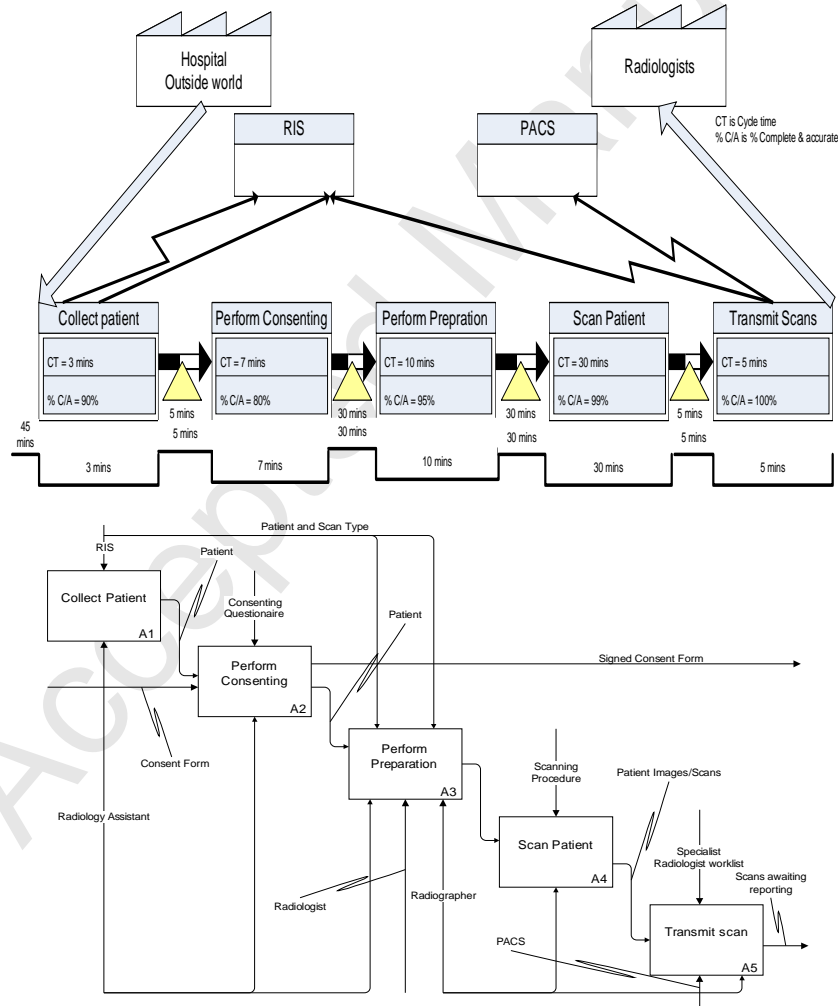 Hospital
Outside world
Radiologists
CT is Cycle time
% C/A is % Complete & accurate
RIS
PACS
Collect patient
Perform Consenting
Perform Prepration
Scan Patient
Transmit Scans
CT = 3 mins
CT = 7 mins
CT = 10 mins
CT = 30 mins
CT = 5 mins
% C/A = 90%
% C/A = 80%
% C/A = 95%
% C/A = 99%
% C/A = 100%
5 mins
30 mins
30 mins
5 mins
45
mins
5 mins
30 mins
30 mins
5 mins
3 mins
7 mins
10 mins
30 mins
5 mins
Patient and Scan Type
RIS
Patient
Collect Patient
A1
Consenting
Questionaire
Patient
Perform
Consenting
A2
Signed Consent Form
Consent Form
Perform
Preparation
A3
Scanning
Procedure
Patient Images/Scans
Radiology Assistant
Scan Patient
A4
Specialist
Radiologist worklist
Scans awaiting
reporting
Radiologist
Radiographer
Transmit scan
A5
PACS
Accepted Manu